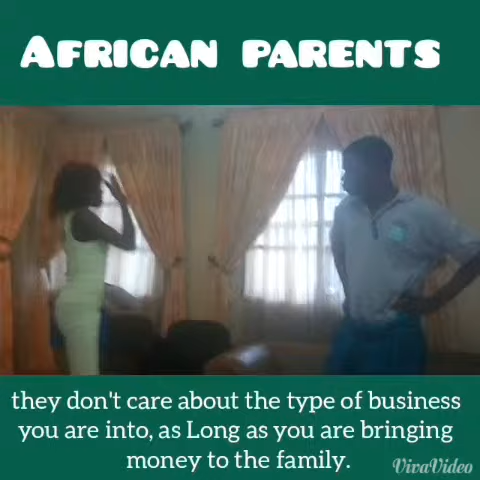 AFRICAN PARENTS
they don't care about the type of business
you are into, as Long as you are bringing
money to the family.
VivaVideo